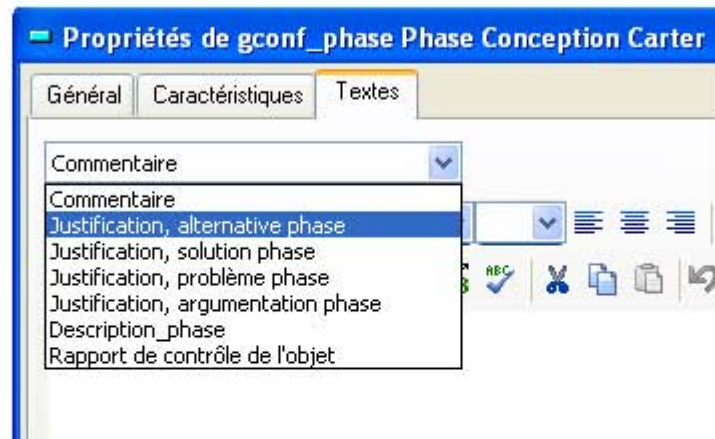 Propriétés de gconf_phase Phase Conception Carter
Général Caractéristiques Textes
Commentaire
Commentaire
Justification, alternative phase
Justification, solution phase
Justification, problème phase
Justification, argumentation phase
ABC
Description_phase
Rapport de contrôle de l'objet